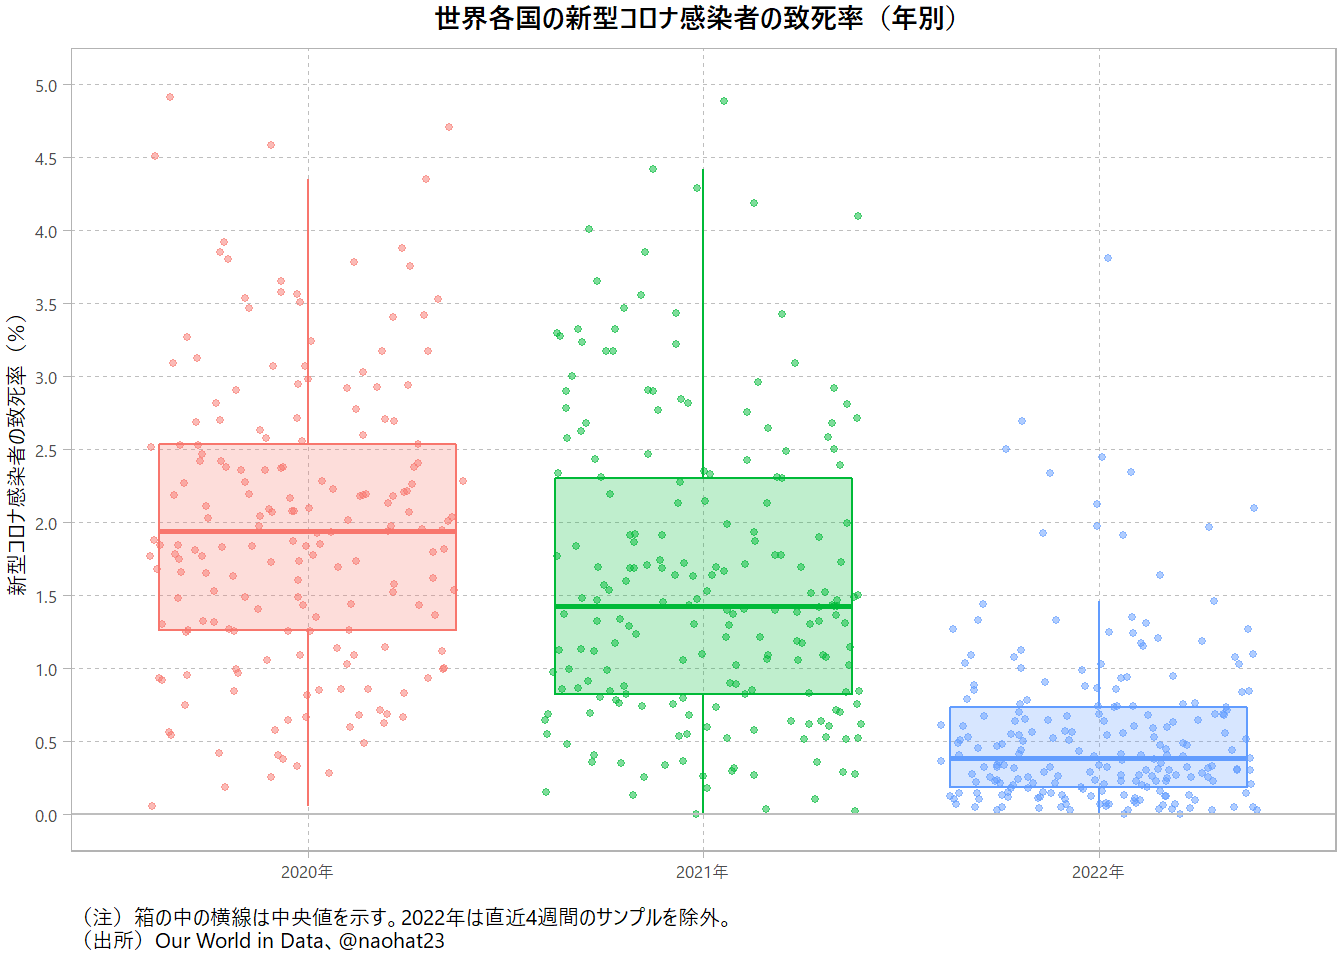 世界各国の新型コロナ感染者の致死率（年別）
新型コロナ感染者の致死率（％）
5.0
4.5
4.0
3.5
3.0
2.5
2.0
1.5
1.0
0.5
0.0
2020年
2021年
2022年
（注）箱の中の横線は中央値を示す。2022年は直近4週間のサンプルを除外。
（出所）Our World in Data、@naohat23